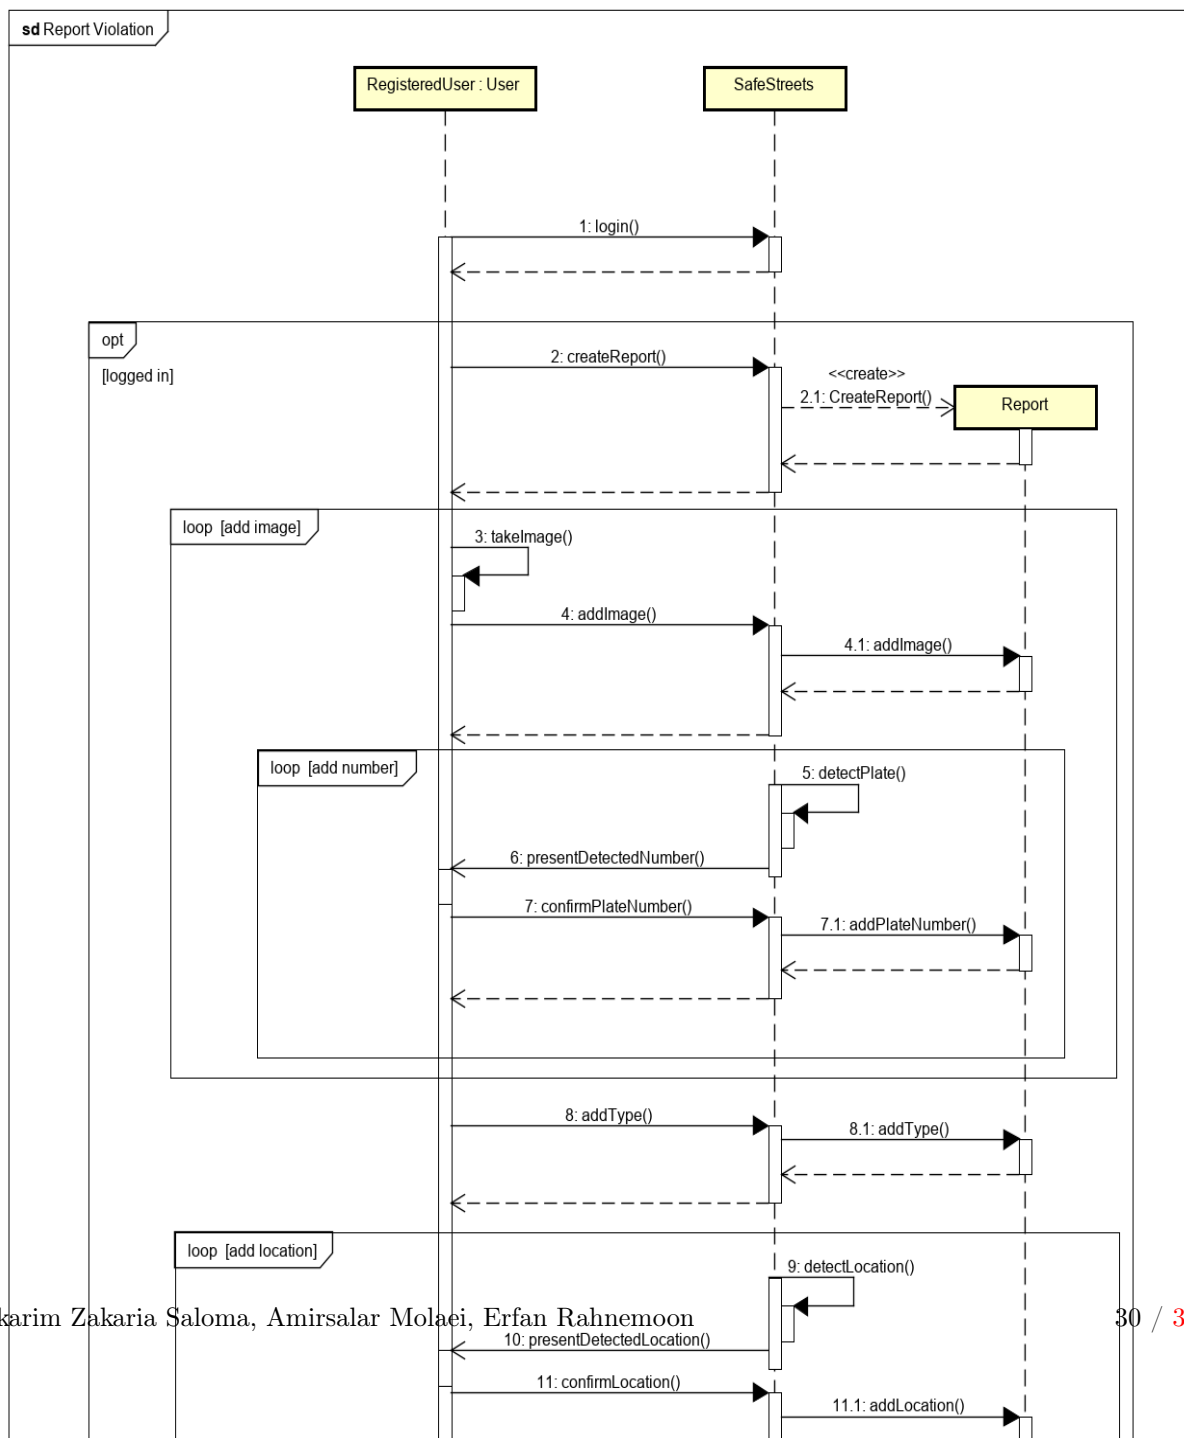 sd Report Violation
RegisteredUser : User
SafeStreets
1: login()
opt
[logged in]
2: createReport()
<<create>>
2.1: CreateReport()
Report
loop [add image]
3: takeImage()
4: addImage()
4.1: addImage()
loop [add number]
5: detectPlate()
6: presentDetectedNumber()
7: confirmPlateNumber()
7.1: addPlateNumber()
8: addType()
8.1: addType()
loop [add location]
9: detectLocation()
karim Zakaria Saloma, Amirsalar Molaei, Erfan Rahnemoon 30 / 3
10: presentDetectedLocation()
11: confirmLocation()
11.1: addLocation()